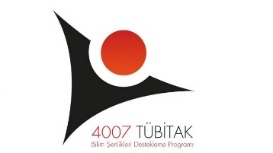 4007 TÜBİTAK
Bilim Şenlikleri Destekleme Programı